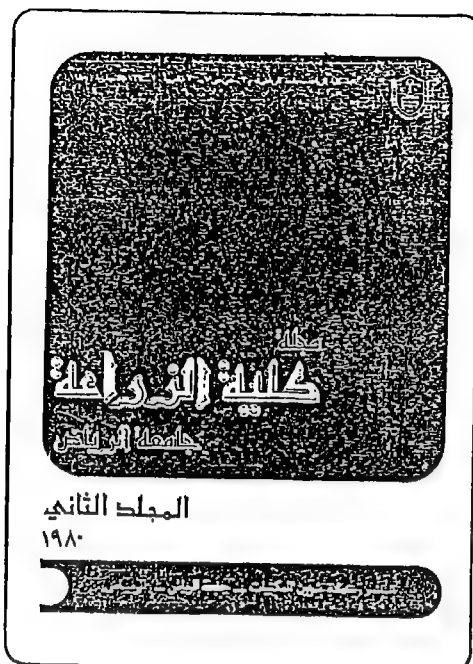 مجلة
كلية الزراعة
جامعة الرياض
المجلد الثاني
١٩٨٠